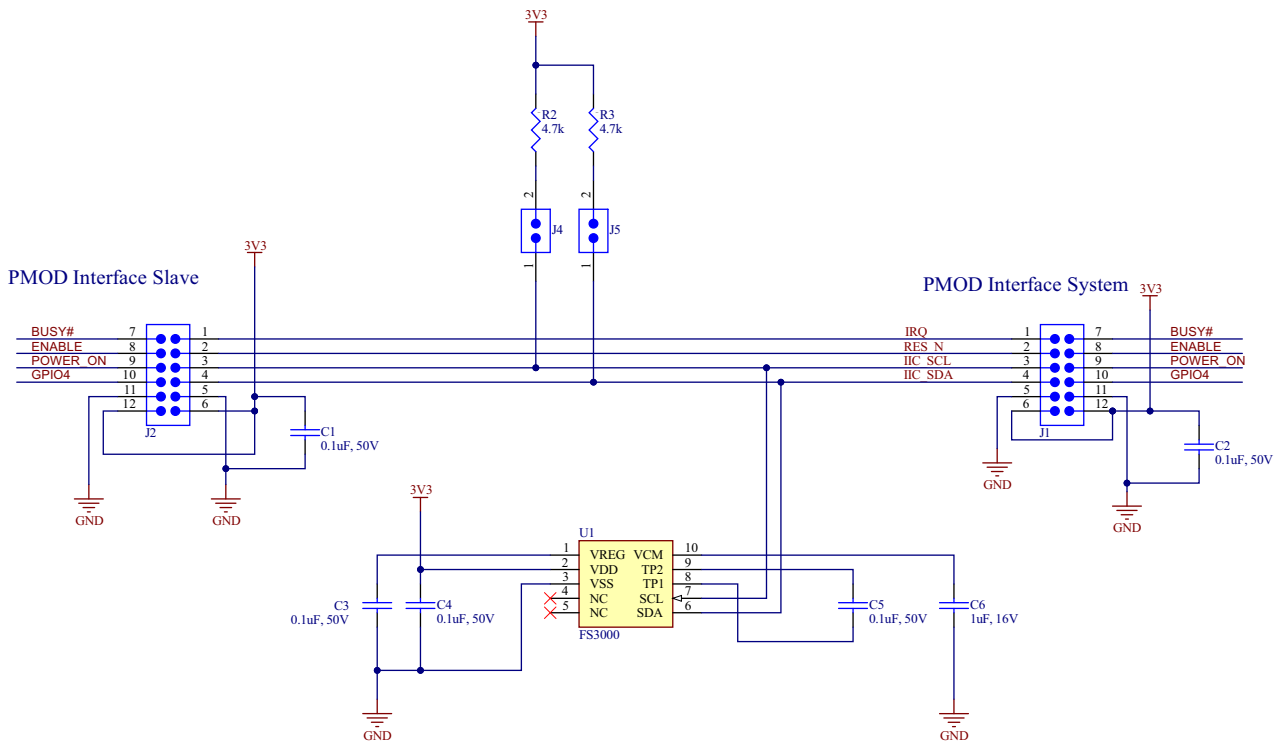 3V3
R2
4.7k
R3
4.7k
2
2
J4
J5
1
1
3V3
PMOD Interface Slave
PMOD Interface System
3V3
BUSY#
7
1
IRQ
1
7
BUSY#
ENABLE
8
2
RES_N
2
8
ENABLE
POWER_ON
9
3
IIC_SCL
3
9
POWER_ON
GPIO4
10
4
IIC_SDA
4
10
GPIO4
11
5
5
11
12
6
6
12
J2
J1
C1
0.1uF, 50V
C2
0.1uF, 50V
GND
GND
GND
GND
3V3
U1
1
VREG
VCM
10
2
VDD
TP2
9
3
VSS
TP1
8
4
NC
SCL
7
5
NC
SDA
6
FS3000
C3
0.1uF, 50V
C4
0.1uF, 50V
C5
0.1uF, 50V
C6
1uF, 16V
GND
GND